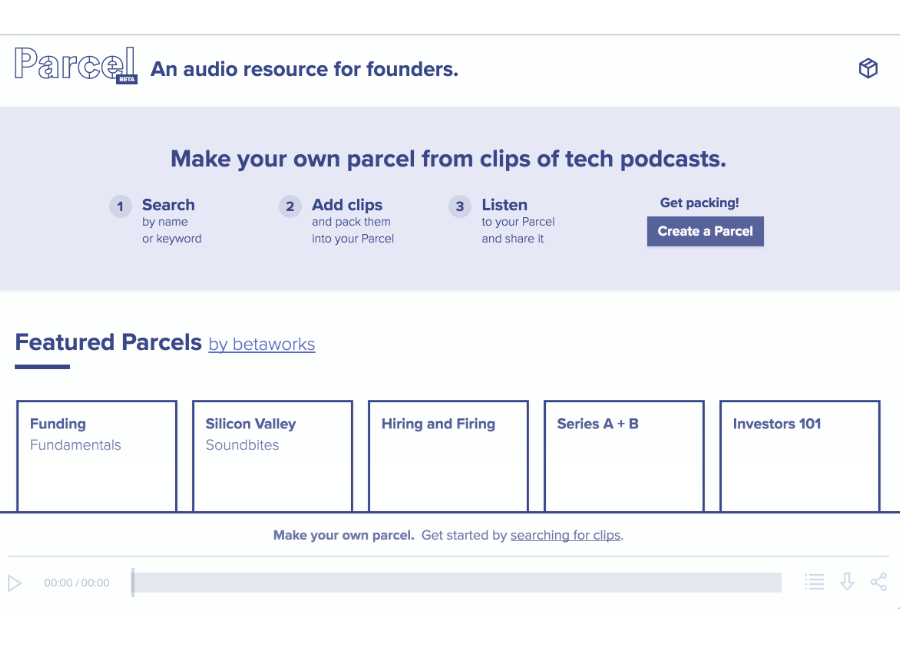 Parcel
BETA
An audio resource for founders.
Make your own parcel from clips of tech podcasts.
1 Search
by name
or keyword
2 Add clips
and pack them
into your Parcel
3 Listen
to your Parcel
and share it
Get packing!
Create a Parcel
Featured Parcels by betaworks
Funding
Fundamentals
Silicon Valley
Soundbites
Hiring and Firing
Series A + B
Investors 101
Make your own parcel. Get started by searching for clips.
00:00 / 00:00